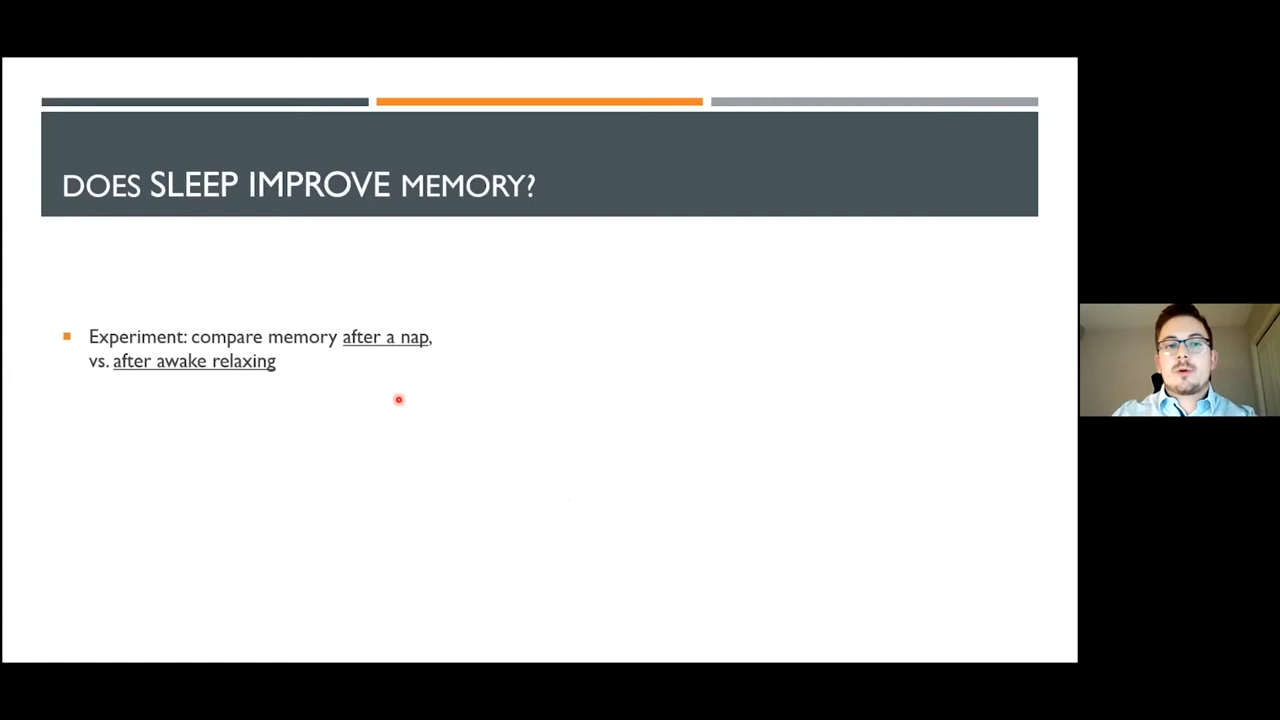 DOES SLEEP IMPROVE MEMORY?
Experiment: compare memory after a nap,
vs. after awake relaxing